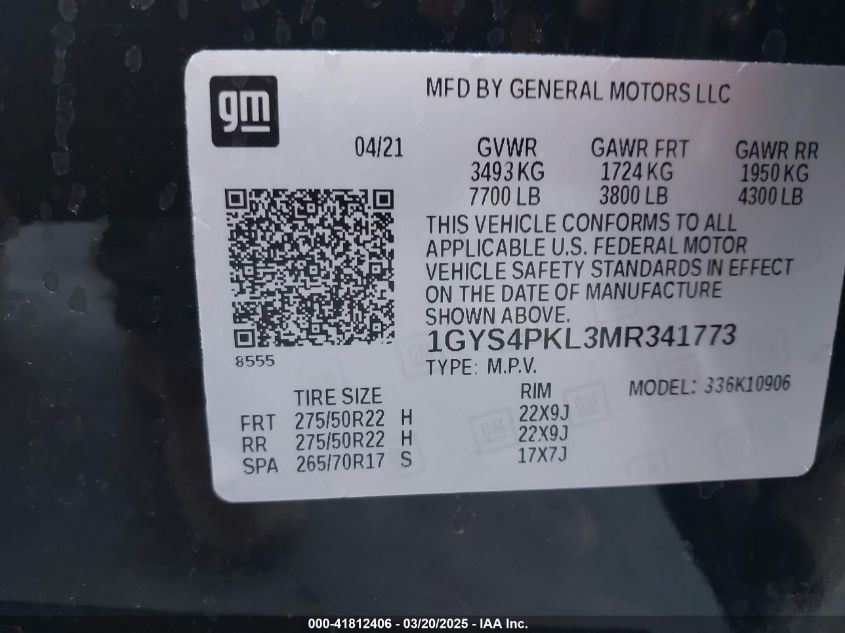 gm
MFD BY GENERAL MOTORS LLC
04/21 GVWR GAWR FRT GAWR RR
3493 KG 1724 KG 1950 KG
7700 LB 3800 LB 4300 LB
THIS VEHICLE CONFORMS TO ALL
APPLICABLE U.S. FEDERAL MOTOR
VEHICLE SAFETY STANDARDS IN EFFECT
ON THE DATE OF MANUFACTURE
SHOWN ABOVE.
1GYS4PKL3MR341773
8555
TYPE: M.P.V.
TIRE SIZE RIM MODEL: 336K10906
FRT 275/50R22 H 22X9J
RR 275/50R22 H 22X9J
SPA 265/70R17 S 17X7J
000-41812406 - 03/20/2025 - IAA Inc.